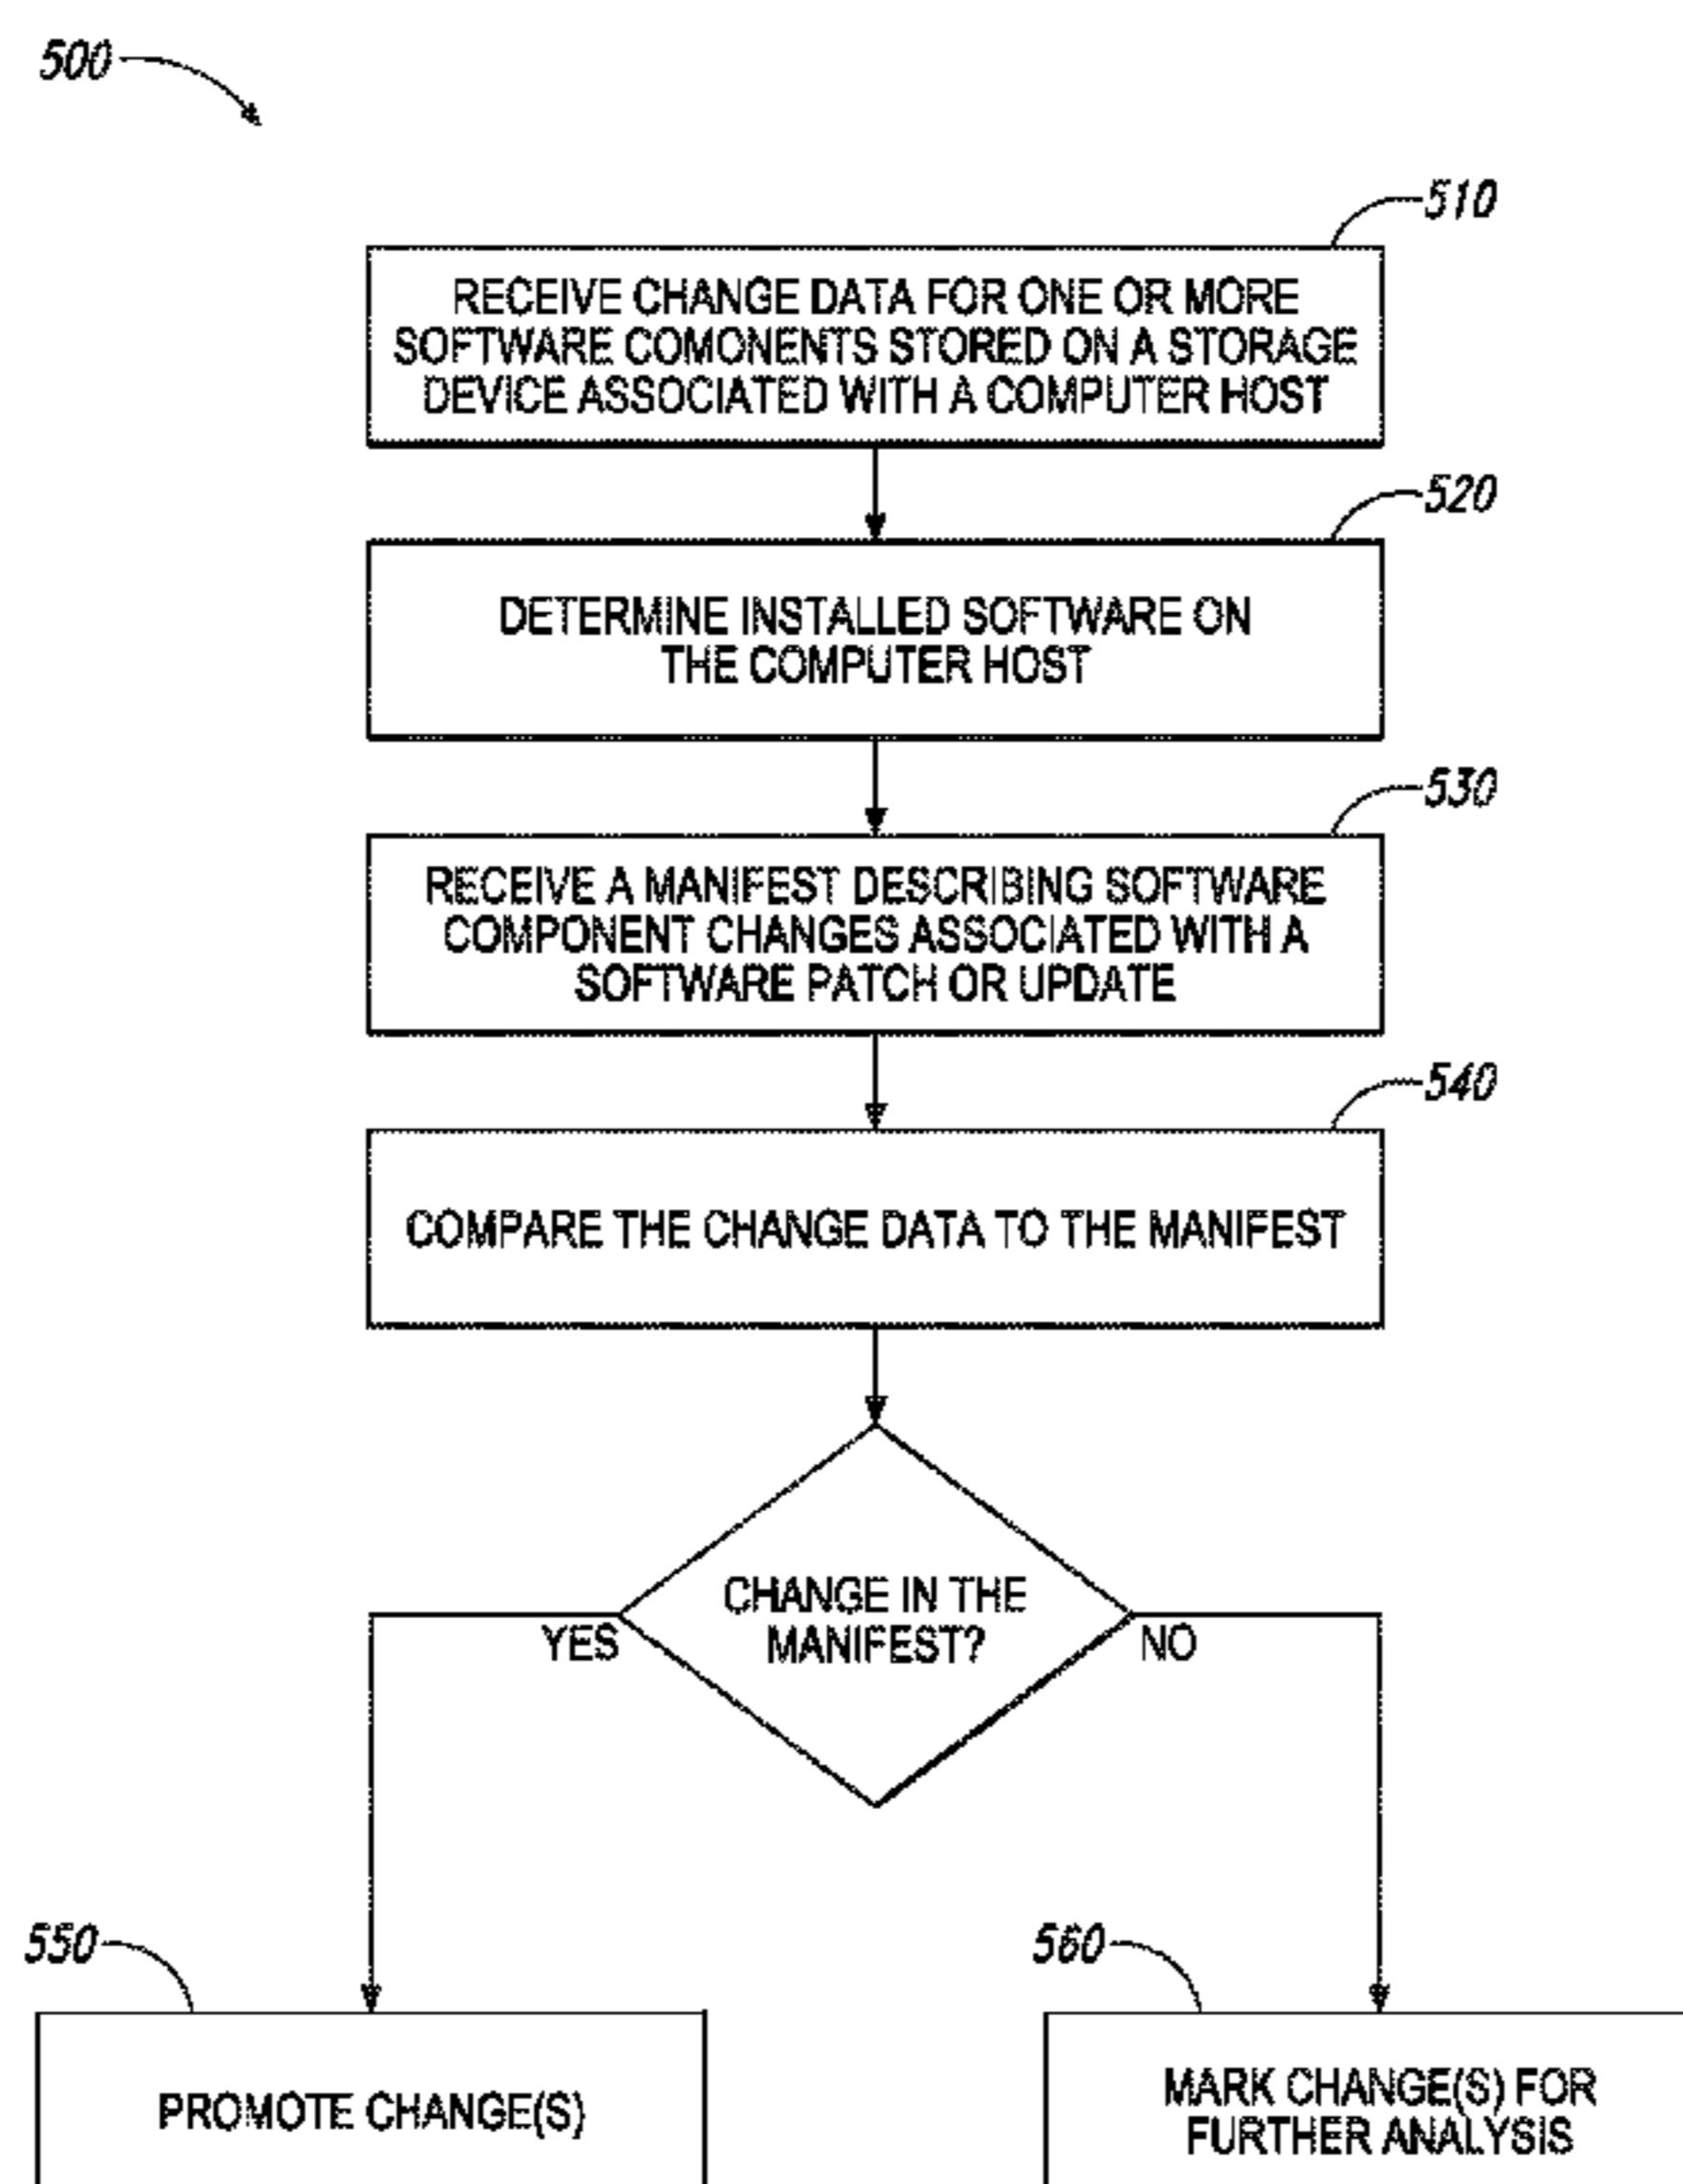 500
510
RECEIVE CHANGE DATA FOR ONE OR MORE
SOFTWARE COMONENTS STORED ON A STORAGE
DEVICE ASSOCIATED WITH A COMPUTER HOST
520
DETERMINE INSTALLED SOFTWARE ON
THE COMPUTER HOST
530
RECEIVE A MANIFEST DESCRIBING SOFTWARE
COMPONENT CHANGES ASSOCIATED WITH A
SOFTWARE PATCH OR UPDATE
540
COMPARE THE CHANGE DATA TO THE MANIFEST
CHANGE IN THE
MANIFEST?
YES
NO
550
PROMOTE CHANGE(S)
560
MARK CHANGE(S) FOR
FURTHER ANALYSIS